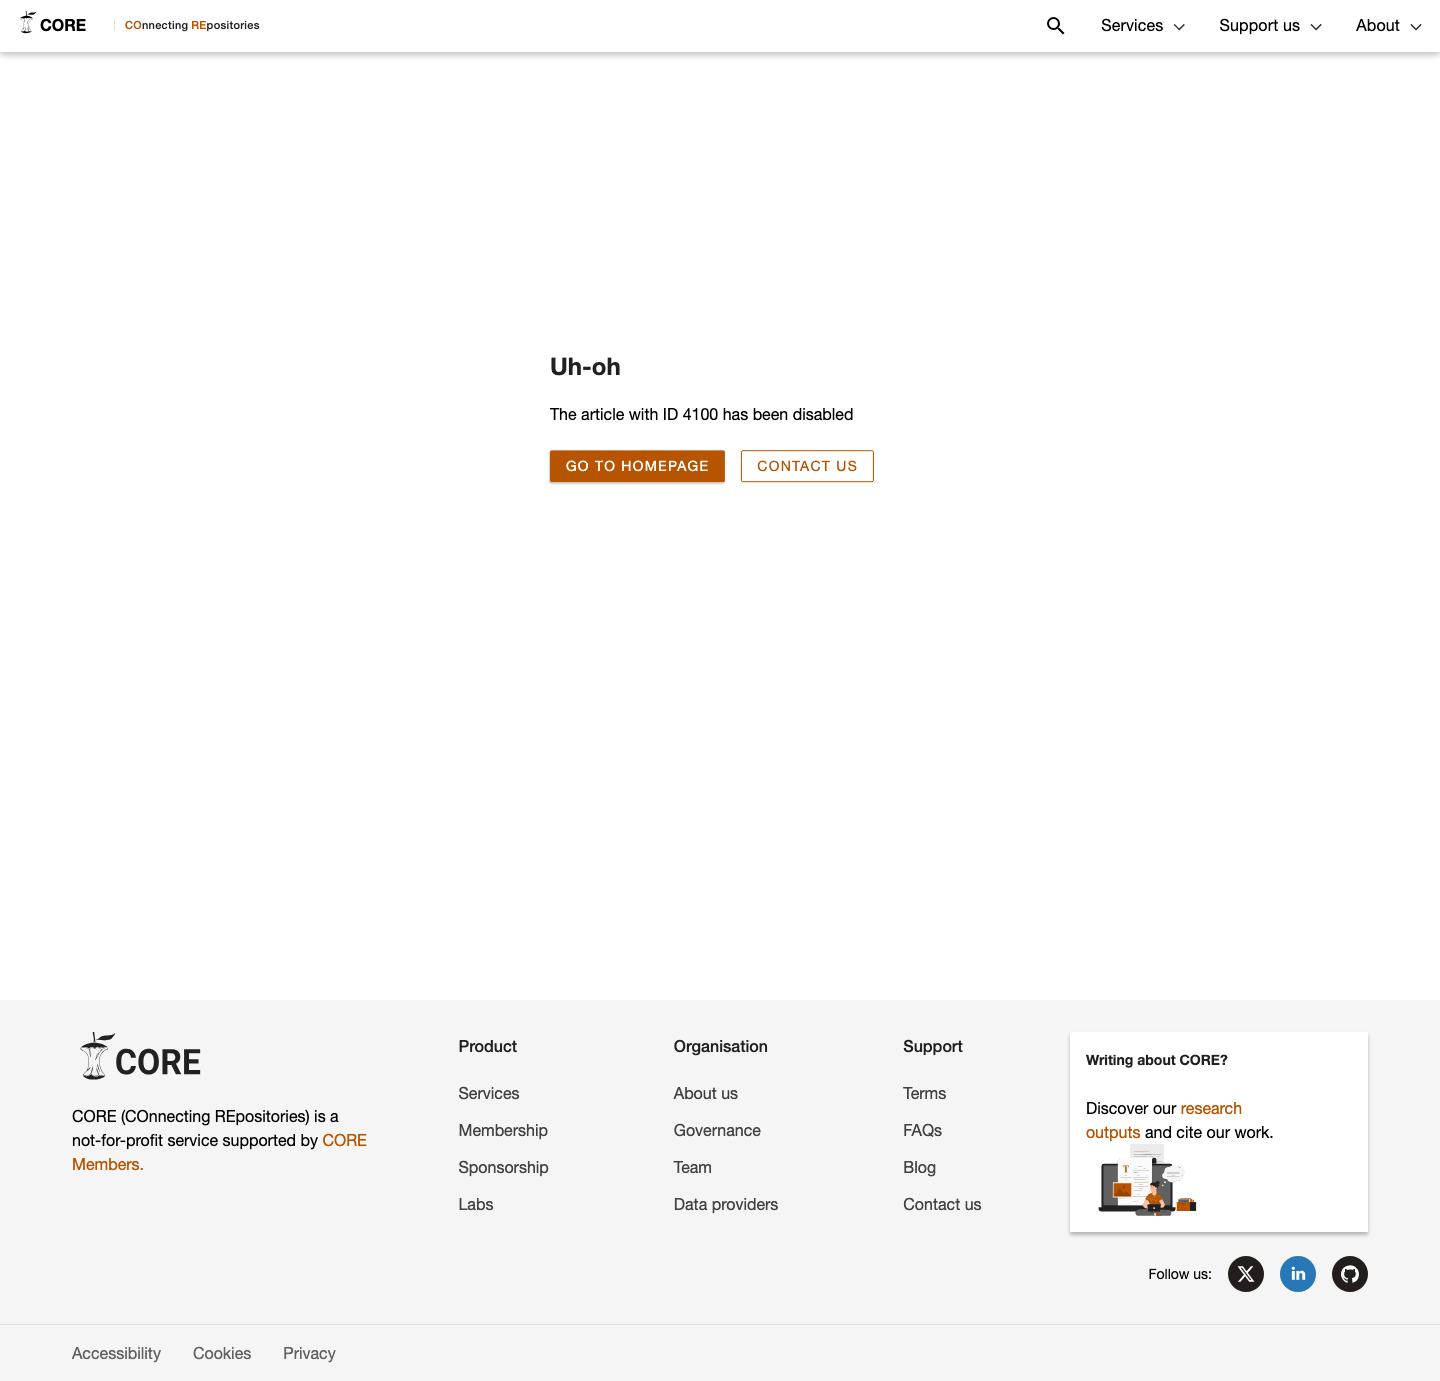 CORE
COnnecting REpositories
Services
Support us
About
Uh-oh
The article with ID 4100 has been disabled
GO TO HOMEPAGE
CONTACT US
CORE
CORE (COnnecting REpositories) is a
not-for-profit service supported by CORE
Members.
Product
Services
Membership
Sponsorship
Labs
Organisation
About us
Governance
Team
Data providers
Support
Terms
FAQs
Blog
Contact us
Writing about CORE?
Discover our research
outputs and cite our work.
T
Follow us:
Accessibility
Cookies
Privacy